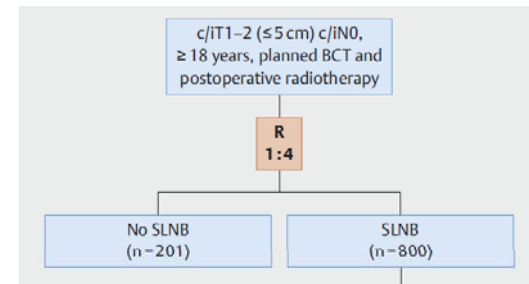 c/iT1–2 (≤5 cm) c/iN0,
≥ 18 years, planned BCT and
postoperative radiotherapy
R
1:4
No SLNB
(n–201)
SLNB
(n–800)